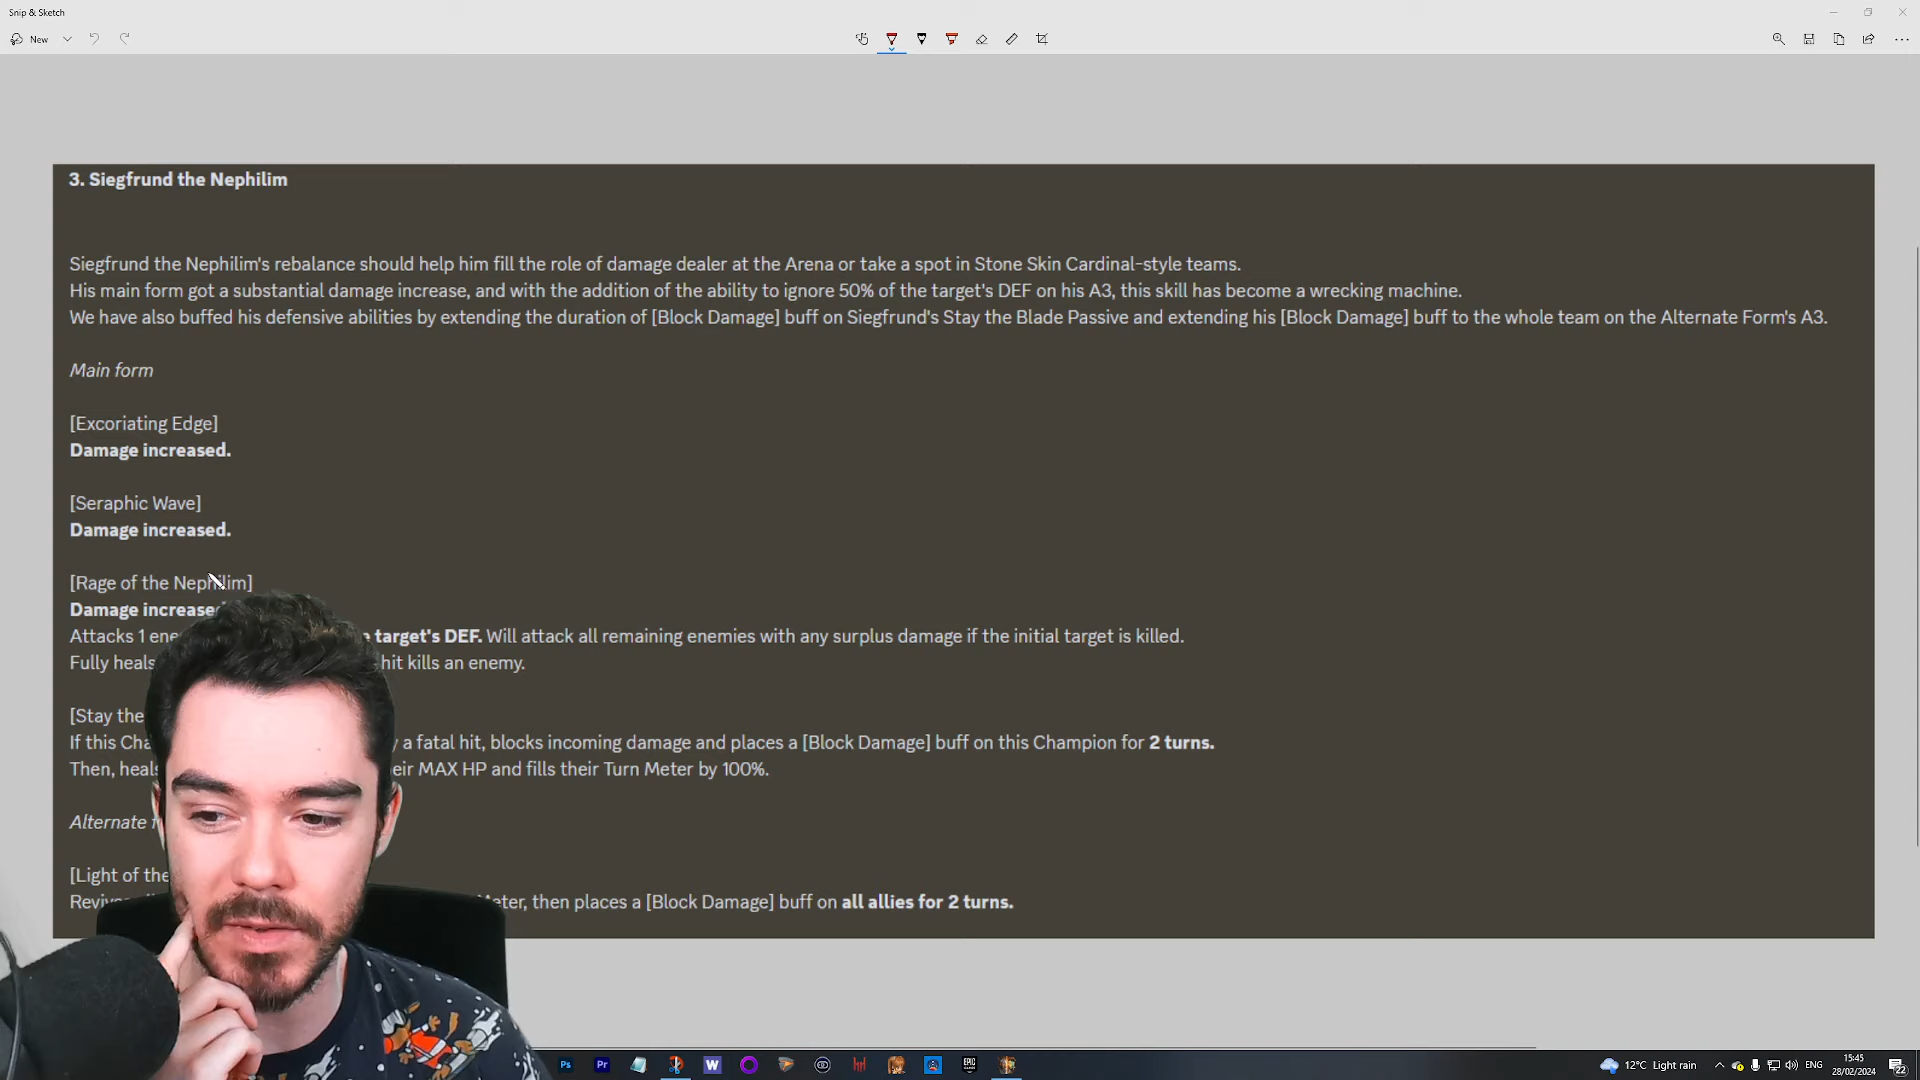 Snip & Sketch
New
3. Siegfrund the Nephilim
Siegfrund the Nephilim's rebalance should help him fill the role of damage dealer at the Arena or take a spot in Stone Skin Cardinal-style teams.
His main form got a substantial damage increase, and with the addition of the ability to ignore 50% of the target's DEF on his A3, this skill has become a wrecking machine.
We have also buffed his defensive abilities by extending the duration of [Block Damage] buff on Siegfrund's Stay the Blade Passive and extending his [Block Damage] buff to the whole team on the Alternate Form's A3.
Main form
[Excoriating Edge]
Damage increased.
[Seraphic Wave]
Damage increased.
[Rage of the Nephilim]
Damage increased
Attacks 1 target's DEF. Will attack all remaining enemies with any surplus damage if the initial target is killed.
Fully heals hit kills an enemy.
[Stay the
If this a fatal hit, blocks incoming damage and places a [Block Damage] buff on this Champion for 2 turns.
Then, heals MAX HP and fills their Turn Meter by 100%.
Alternate
[Light of the
then places a [Block Damage] buff on all allies for 2 turns.
Ps
Pr
W
EPIC GAMES
12°C Light rain
ENG
15:45
28/02/2024
22